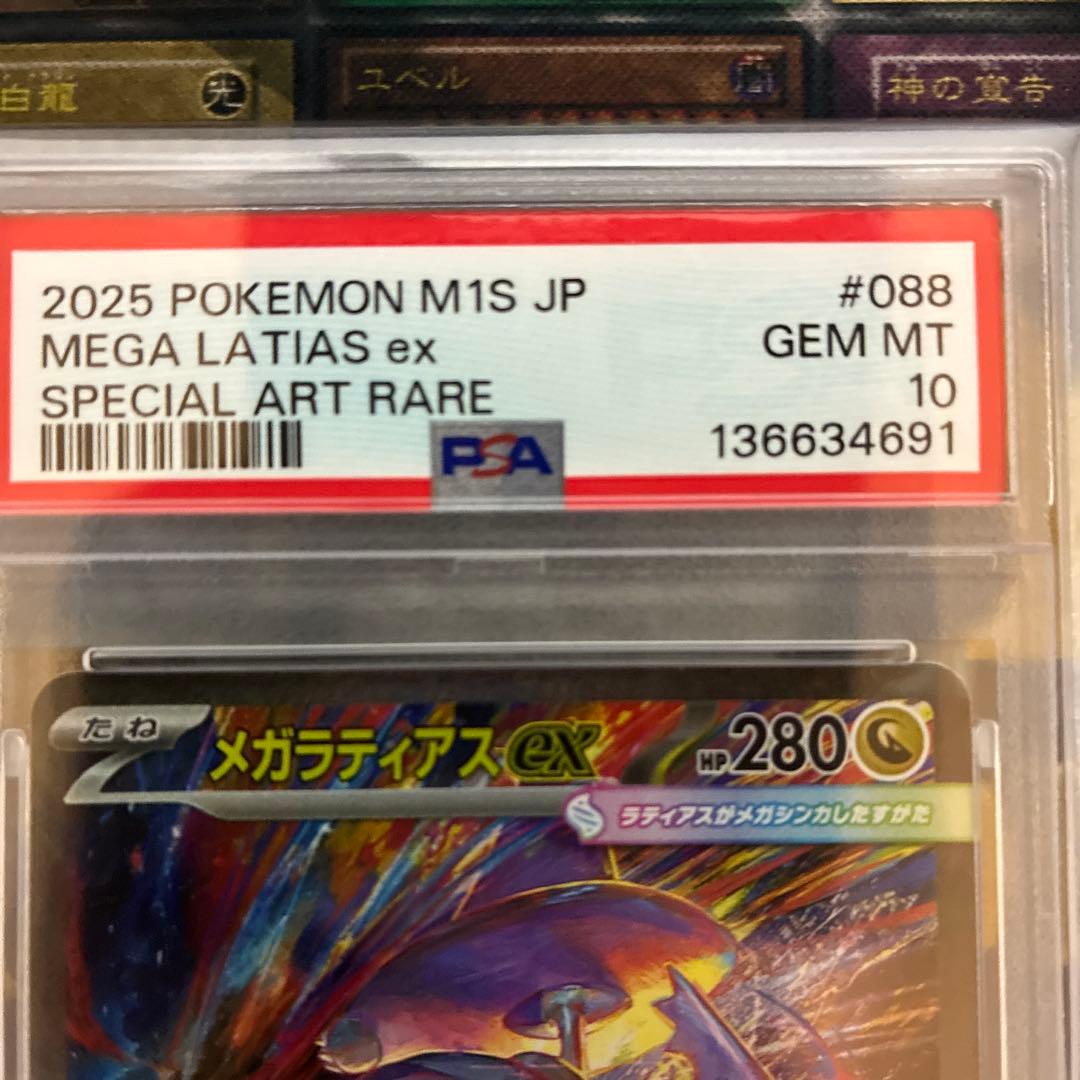 白龍
光
ユベル
闇
神の宣告
2025 POKEMON M1S JP #088
MEGA LATIAS ex GEM MT
SPECIAL ART RARE 10
PSA 136634691
たね メガラティアスex HP280
ラティアスがメガシンカしたすがた